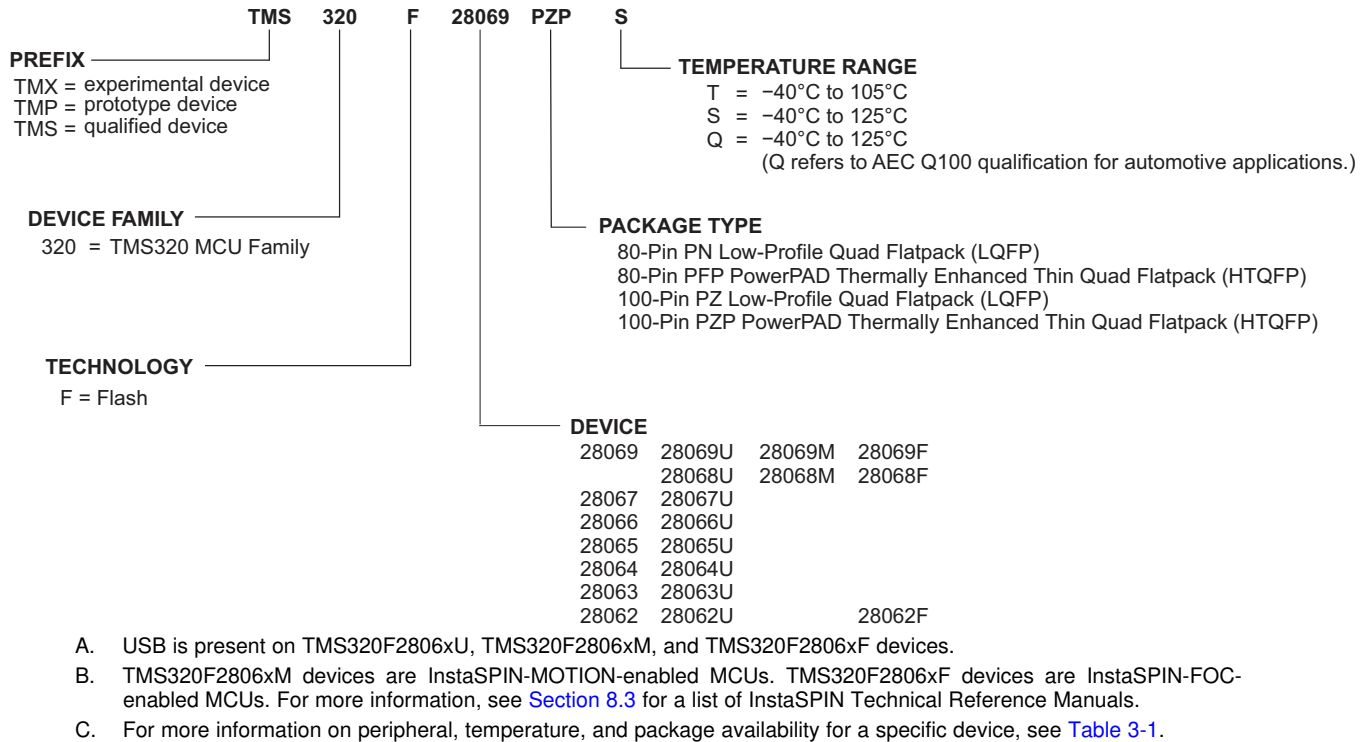 TMS 320 F 28069 PZP S
PREFIX
TMX = experimental device
TMP = prototype device
TMS = qualified device
TEMPERATURE RANGE
T = −40°C to 105°C
S = −40°C to 125°C
Q = −40°C to 125°C
(Q refers to AEC Q100 qualification for automotive applications.)
DEVICE FAMILY
320 = TMS320 MCU Family
PACKAGE TYPE
80-Pin PN Low-Profile Quad Flatpack (LQFP)
80-Pin PFP PowerPAD Thermally Enhanced Thin Quad Flatpack (HTQFP)
100-Pin PZ Low-Profile Quad Flatpack (LQFP)
100-Pin PZP PowerPAD Thermally Enhanced Thin Quad Flatpack (HTQFP)
TECHNOLOGY
F = Flash
DEVICE
28069 28069U 28069M 28069F
28068U 28068M 28068F
28067 28067U
28066 28066U
28065 28065U
28064 28064U
28063 28063U
28062 28062U 28062F
A. USB is present on TMS320F2806xU, TMS320F2806xM, and TMS320F2806xF devices.
B. TMS320F2806xM devices are InstaSPIN-MOTION-enabled MCUs. TMS320F2806xF devices are InstaSPIN-FOC-
enabled MCUs. For more information, see Section 8.3 for a list of InstaSPIN Technical Reference Manuals.
C. For more information on peripheral, temperature, and package availability for a specific device, see Table 3-1.